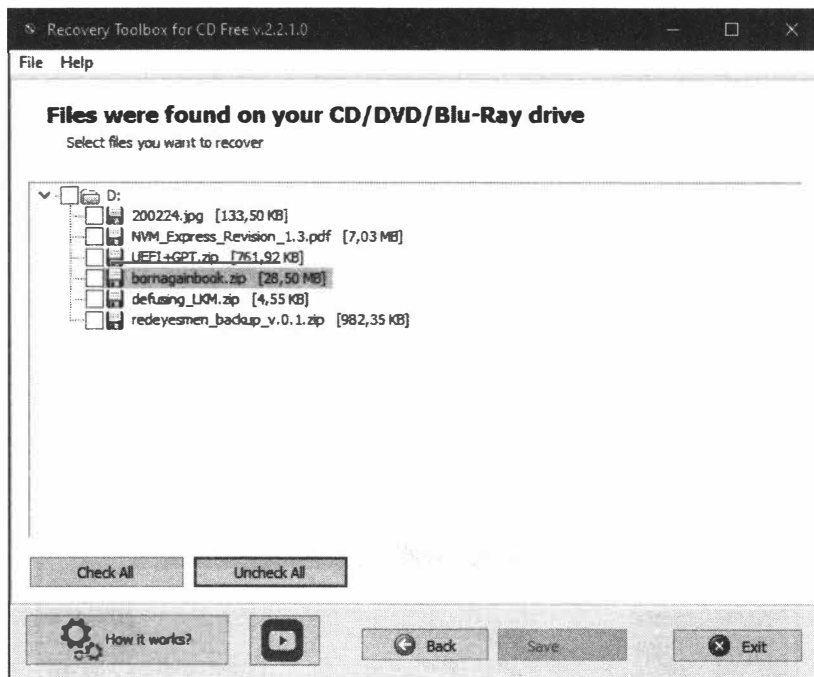 Recovery Toolbox for CD Free v.2.2.1.0
File Help
Files were found on your CD/DVD/Blu-Ray drive
Select files you want to recover
D:
200224.jpg [133,50 KB]
NVM_Express_Revision_1.3.pdf [7,03 MB]
UEFI+GPT.zip [761,92 KB]
bornagainbook.zip [28,50 MB]
defusing_LKM.zip [4,55 KB]
redeyesmen_backup_v.0.1.zip [982,35 KB]
Check All Uncheck All
How it works? Back Save Exit